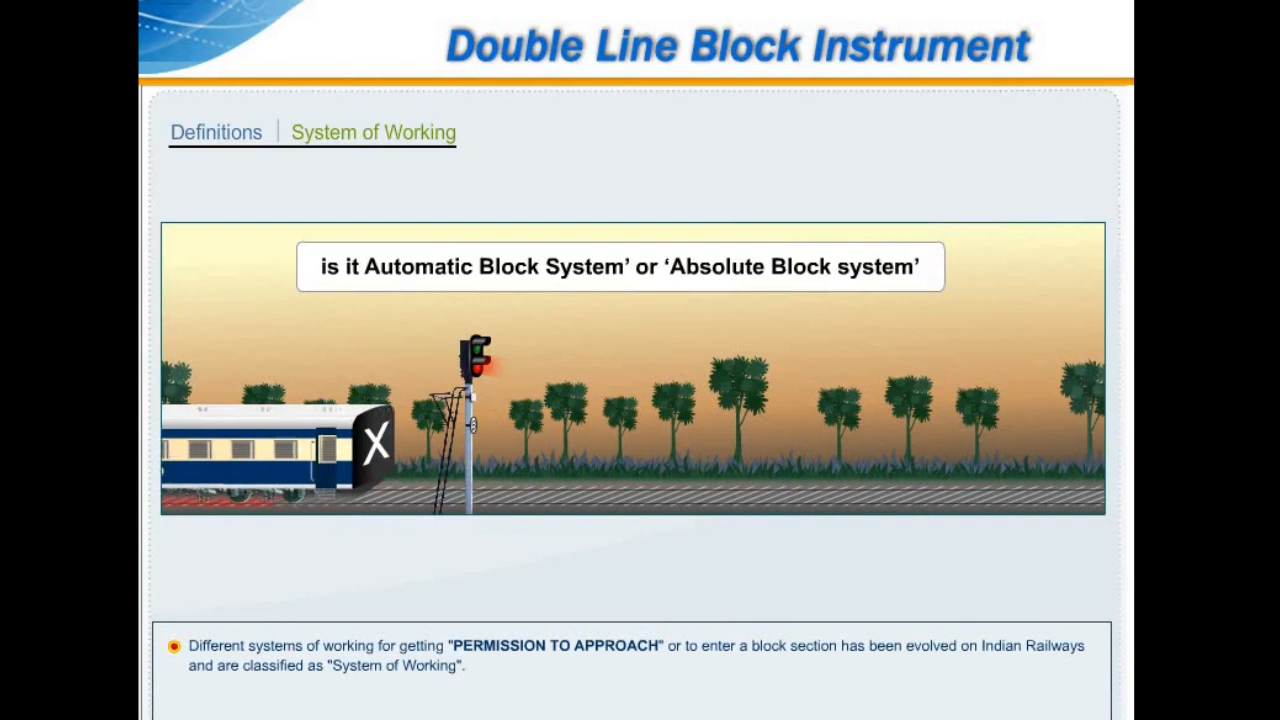 Double Line Block Instrument
Definitions | System of Working
is it Automatic Block System’ or ‘Absolute Block system’
X
Different systems of working for getting "PERMISSION TO APPROACH" or to enter a block section has been evolved on Indian Railways
and are classified as "System of Working".